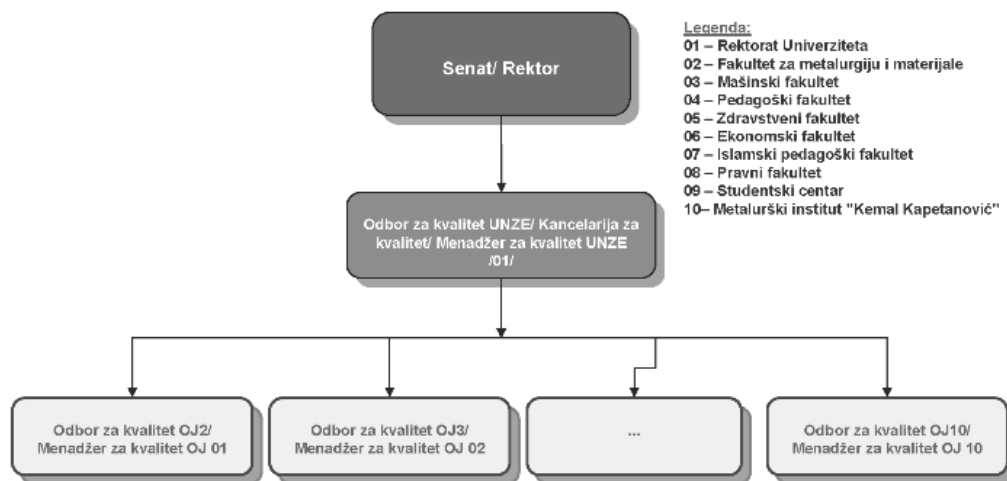 Senat/ Rektor
Legenda:
01 – Rektorat Univerziteta
02 – Fakultet za metalurgiju i materijale
03 – Mašinski fakultet
04 – Pedagoški fakultet
05 – Zdravstveni fakultet
06 – Ekonomski fakultet
07 – Islamski pedagoški fakultet
08 – Pravni fakultet
09 – Studentski centar
10– Metalurški institut "Kemal Kapetanović"
Odbor za kvalitet UNZE/ Kancelarija za
kvalitet/ Menadžer za kvalitet UNZE
/01/
Odbor za kvalitet OJ2/
Menadžer za kvalitet OJ 01
Odbor za kvalitet OJ3/
Menadžer za kvalitet OJ 02
...
Odbor za kvalitet OJ10/
Menadžer za kvalitet OJ 10